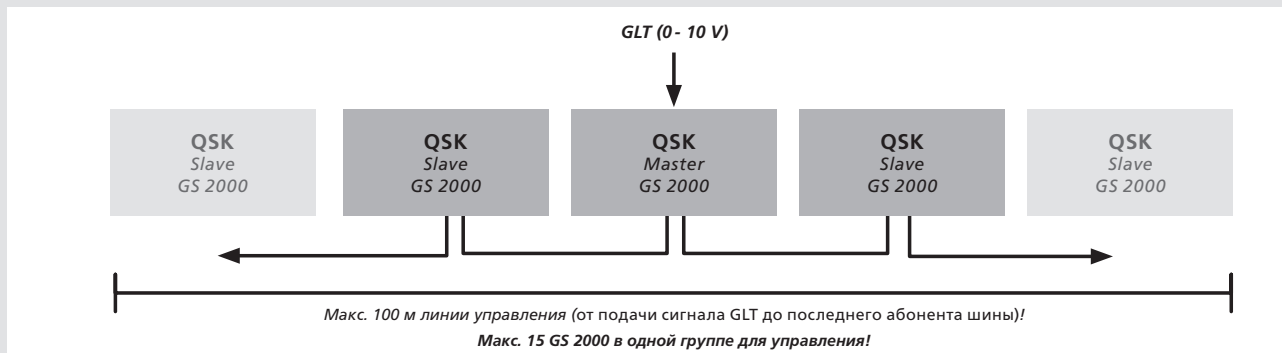 GLT (0 - 10 V)
QSK
Slave
GS 2000
QSK
Slave
GS 2000
QSK
Master
GS 2000
QSK
Slave
GS 2000
QSK
Slave
GS 2000
Макс. 100 м линии управления (от подачи сигнала GLT до последнего абонента шины)!
Макс. 15 GS 2000 в одной группе для управления!